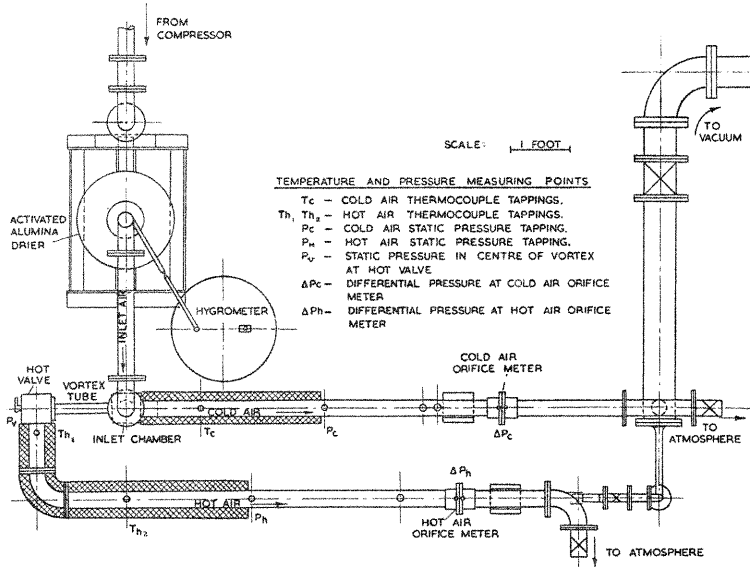 FROM
COMPRESSOR
SCALE: 1 FOOT
TO
VACUUM
TEMPERATURE AND PRESSURE MEASURING POINTS
Tc – COLD AIR THERMOCOUPLE TAPPINGS.
Th₁ Th₂ – HOT AIR THERMOCOUPLE TAPPINGS.
Pc – COLD AIR STATIC PRESSURE TAPPING.
PH – HOT AIR STATIC PRESSURE TAPPING.
Pv – STATIC PRESSURE IN CENTRE OF VORTEX
AT HOT VALVE
ΔPc – DIFFERENTIAL PRESSURE AT COLD AIR ORIFICE
METER
ΔPh – DIFFERENTIAL PRESSURE AT HOT AIR ORIFICE
METER
ACTIVATED
ALUMINA
DRIER
INLET AIR
HYGROMETER
HOT
VALVE
VORTEX
TUBE
COLD AIR
ORIFICE METER
COLD AIR
Pv
Th₁
INLET CHAMBER
Tc
Pc
ΔPc
TO
ATMOSPHERE
ΔPh
HOT AIR
Th₂
Ph
HOT AIR
ORIFICE METER
TO ATMOSPHERE